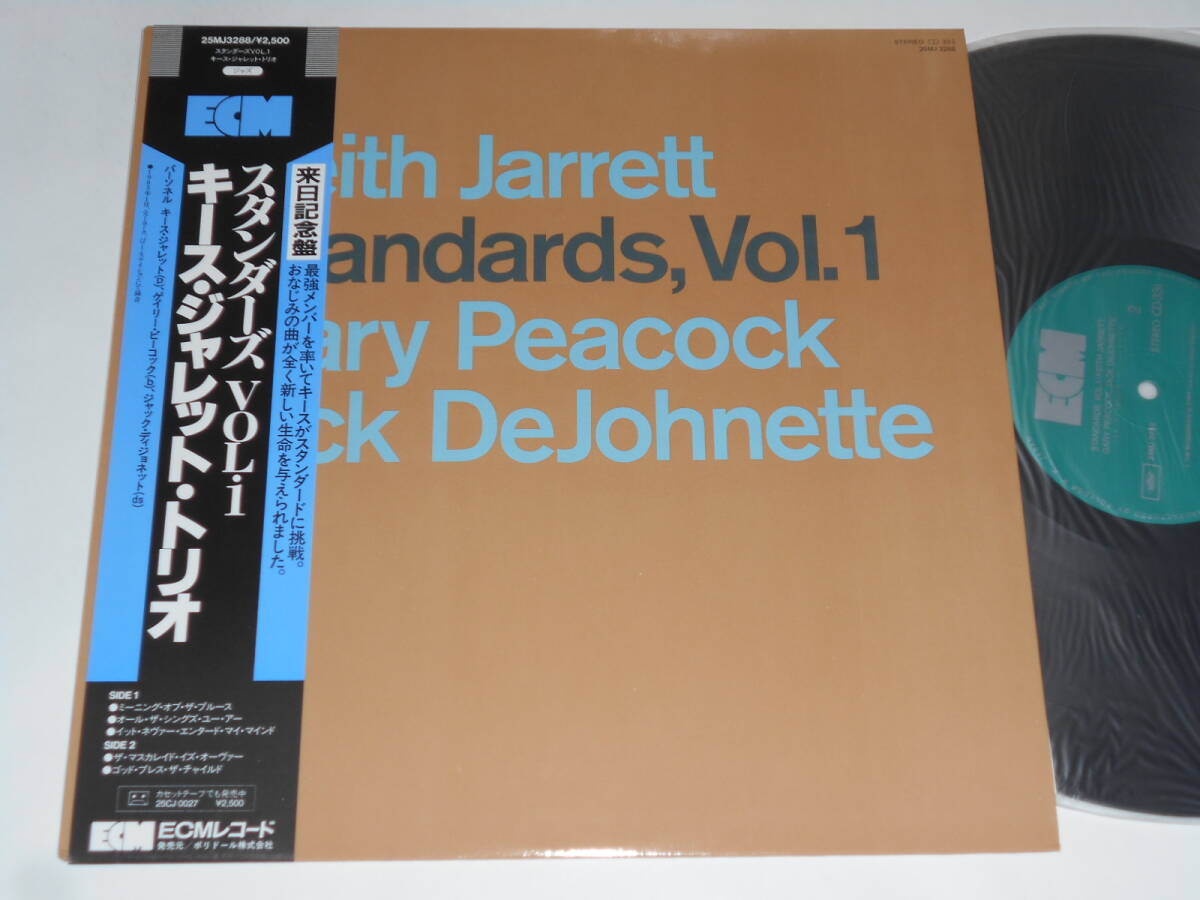 25MJ3288/¥2,500
スタンダーズVOL.1
キース・ジャレット・トリオ
ジャズ
ECM
スタンダーズ VOL.1
キース・ジャレット・トリオ
来日記念盤
最強メンバーを率いてキースがスタンダードに挑戦。
おなじみの曲が全く新しい生命を与えられました。
パーソネル キース・ジャレット(p)、ゲイリー・ピーコック(b)、ジャック・ディジョネット(ds)
SIDE 1
●ミーニング・オブ・ザ・ブルース
●オール・ザ・シングズ・ユー・アー
●イット・ネヴァー・エンタード・マイ・マインド
SIDE 2
●ザ・マスカレイド・イズ・オーヴァー
●ゴッド・ブレス・ザ・チャイルド
カセットテープでも発売中
25CJ 0027 ¥2,500
ECM ECMレコード
発売元/ポリドール株式会社
STEREO
25MJ 3288
eith Jarrett
andards, Vol. 1
ary Peacock
ck DeJohnette
ECM
2
STEREO
STANDARDS, VOL. 1
KEITH JARRETT
GARY PEACOCK